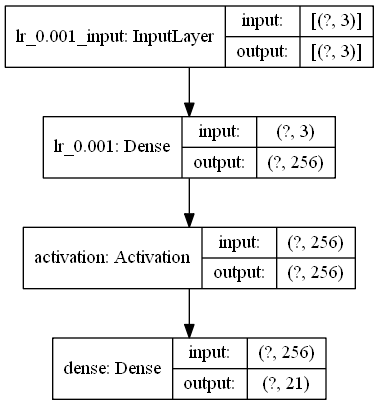 lr_0.001_input: InputLayer
input: [(?, 3)]
output: [(?, 3)]
lr_0.001: Dense
input: (?, 3)
output: (?, 256)
activation: Activation
input: (?, 256)
output: (?, 256)
dense: Dense
input: (?, 256)
output: (?, 21)